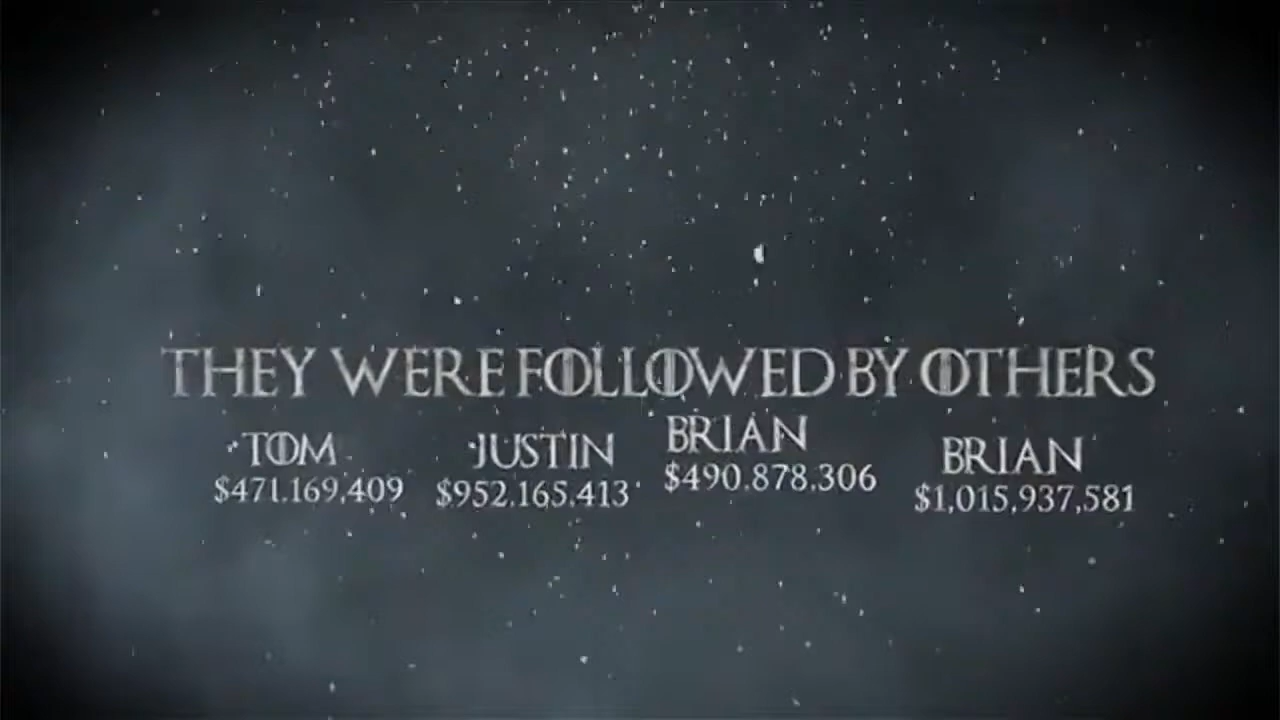 THEY WERE FOLLOWED BY OTHERS
TOM JUSTIN BRIAN BRIAN
$471.169,409 $952.165.413 $490.878.306 $1,015,937,581